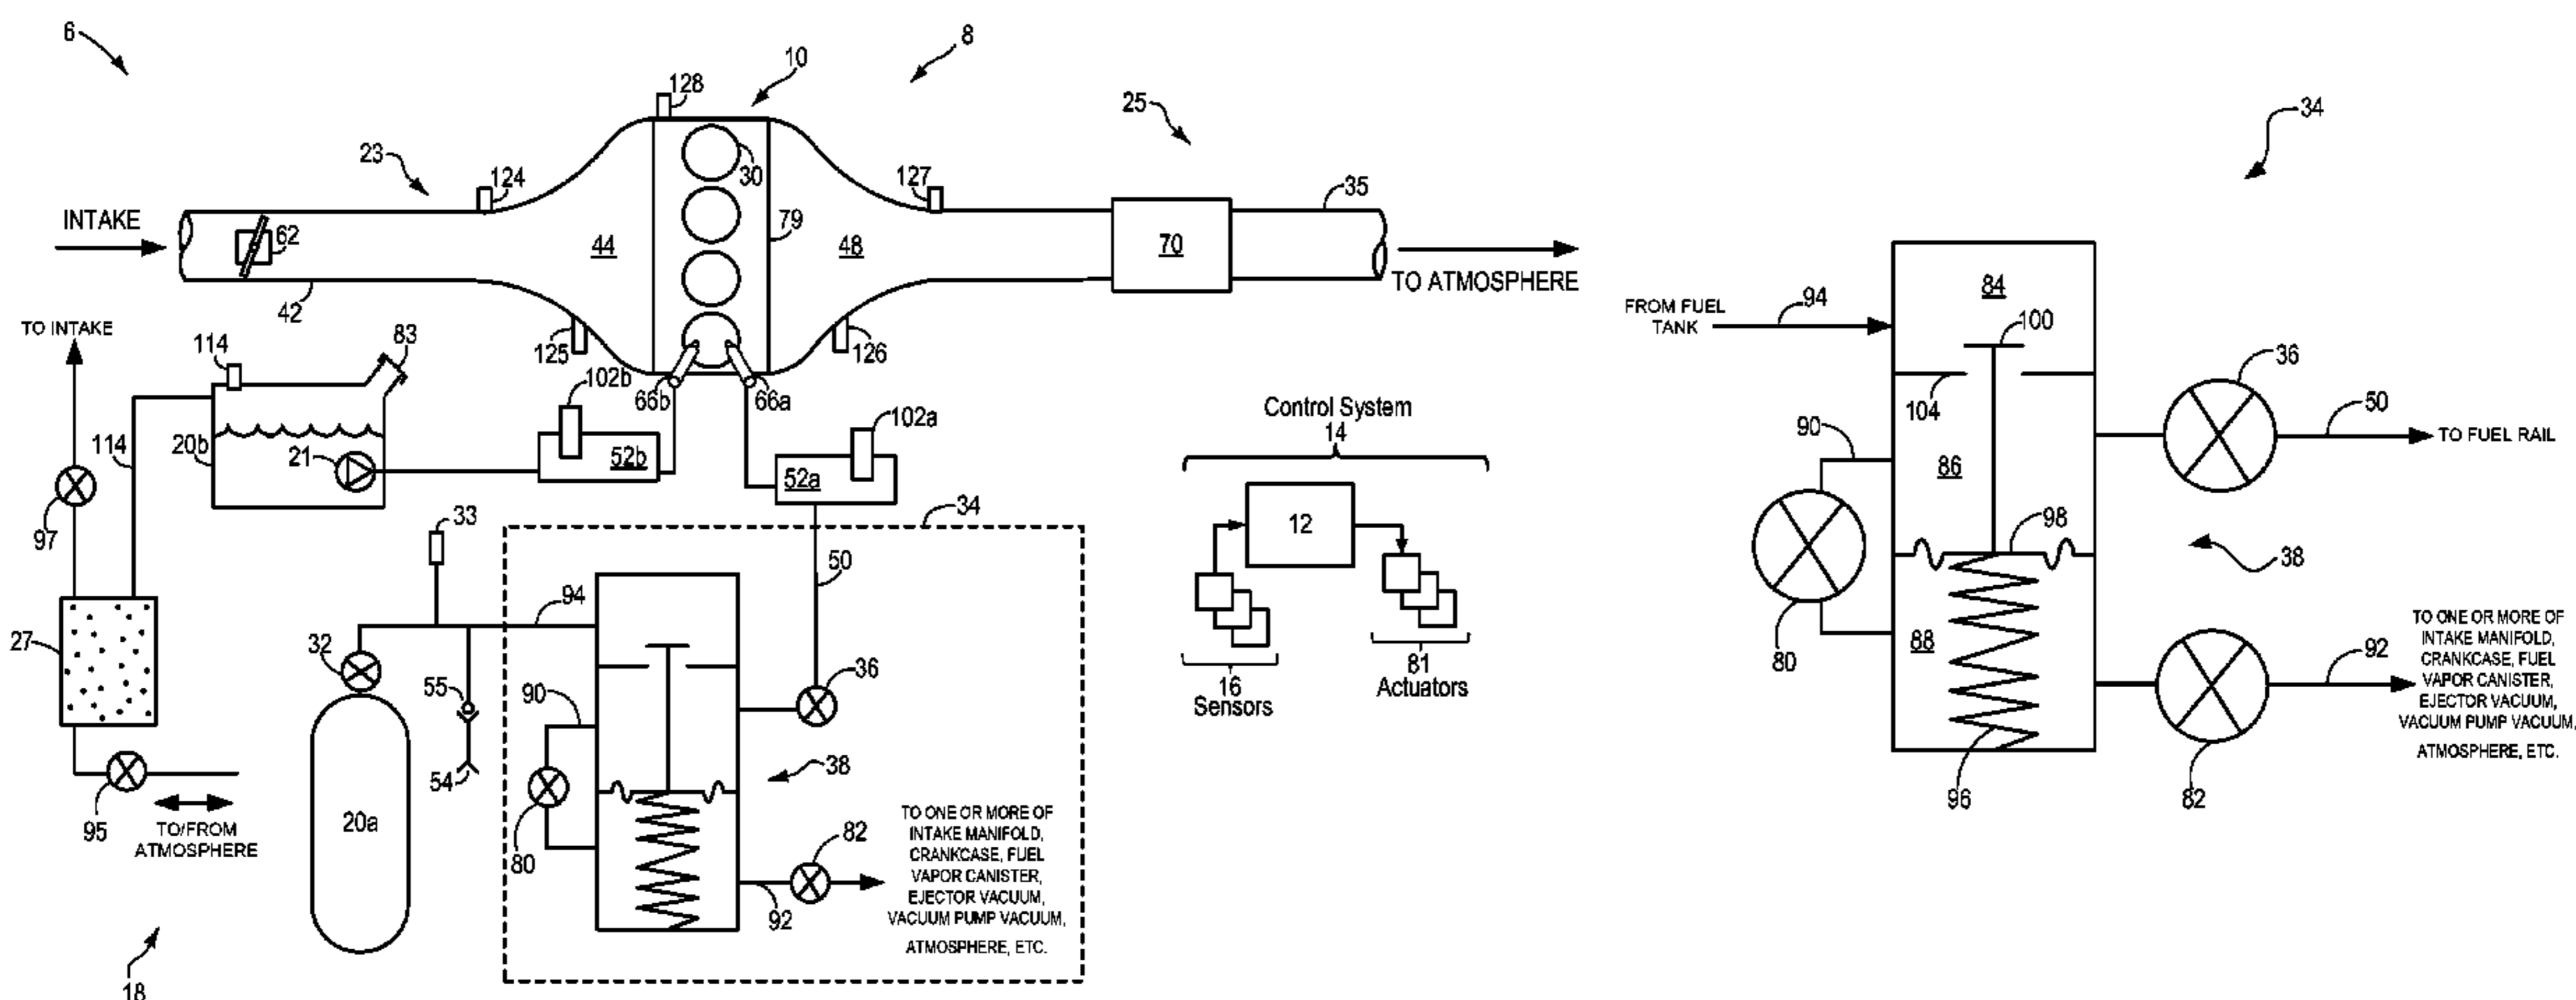 6
8
10
128
25
34
23
124
30
127
35
INTAKE
62
44
79
48
70
TO ATMOSPHERE
42
TO INTAKE
114
83
125
126
102b
66b
66a
102a
114
20b
21
52b
52a
97
33
34
50
94
27
32
55
90
36
54
38
80
95
TO/FROM
ATMOSPHERE
20a
82
92
TO ONE OR MORE OF
INTAKE MANIFOLD,
CRANKCASE, FUEL
VAPOR CANISTER,
EJECTOR VACUUM,
VACUUM PUMP VACUUM,
ATMOSPHERE, ETC.
18
Control System
14
12
16
Sensors
81
Actuators
FROM FUEL
TANK
94
84
100
104
36
50
TO FUEL RAIL
90
86
98
38
80
88
96
82
92
TO ONE OR MORE OF
INTAKE MANIFOLD,
CRANKCASE, FUEL
VAPOR CANISTER,
EJECTOR VACUUM,
VACUUM PUMP VACUUM,
ATMOSPHERE, ETC.